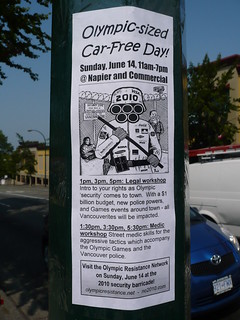 Olympic-sized
Car-Free Day!
Sunday, June 14, 11am-7pm
@ Napier and Commercial
2010
1pm, 3pm, 5pm: Legal workshop
Intro to your rights as 'Olympic
security' comes to town. With a $1
billion budget, new police powers,
and Games events around town - all
Vancouverites will be impacted.
1:30pm, 3:30pm, 5:30pm: Medic
workshop Street medic skills for the
aggressive tactics which accompany
the Olympic Games and the
Vancouver police.
Visit the Olympic Resistance Network
on Sunday, June 14 at the
2010 security barricade!
olympicresistance.net - no2010.com